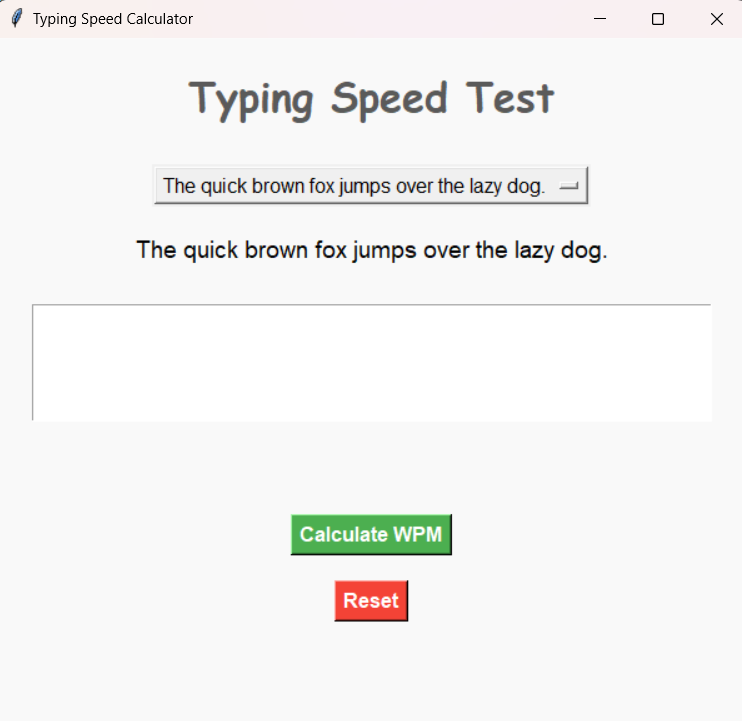 Typing Speed Calculator
Typing Speed Test
The quick brown fox jumps over the lazy dog.
The quick brown fox jumps over the lazy dog.
Calculate WPM
Reset